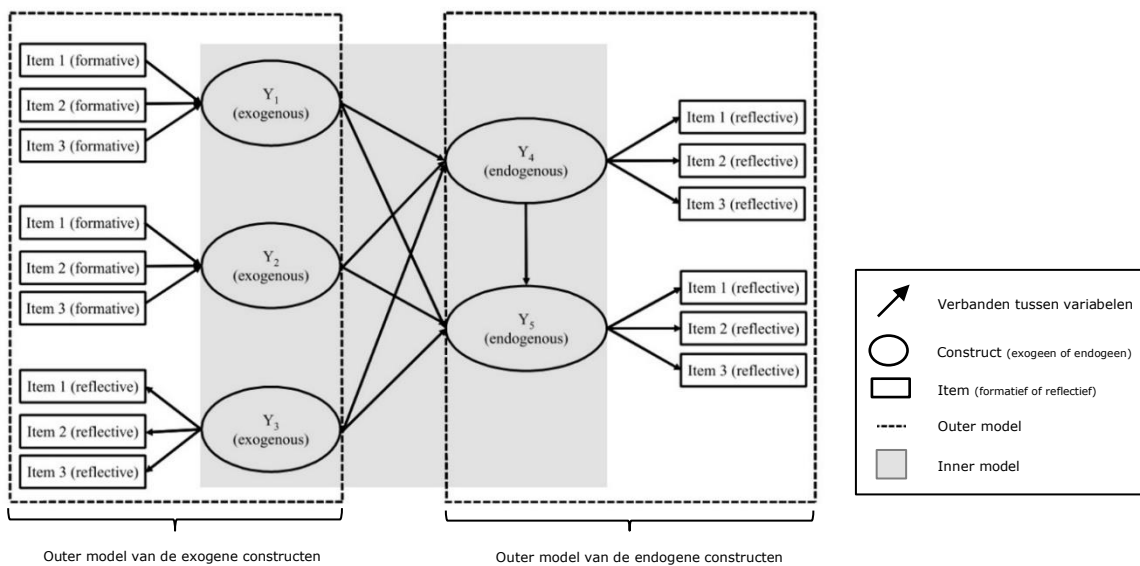 Item 1 (formative)
Item 2 (formative)
Item 3 (formative)
Y1
(exogenous)
Item 1 (formative)
Item 2 (formative)
Item 3 (formative)
Y2
(exogenous)
Item 1 (reflective)
Item 2 (reflective)
Item 3 (reflective)
Y3
(exogenous)
Y4
(endogenous)
Item 1 (reflective)
Item 2 (reflective)
Item 3 (reflective)
Y5
(endogenous)
Item 1 (reflective)
Item 2 (reflective)
Item 3 (reflective)
Outer model van de exogene constructen
Outer model van de endogene constructen
Verbanden tussen variabelen
Construct (exogeen of endogeen)
Item (formatief of reflectief)
Outer model
Inner model